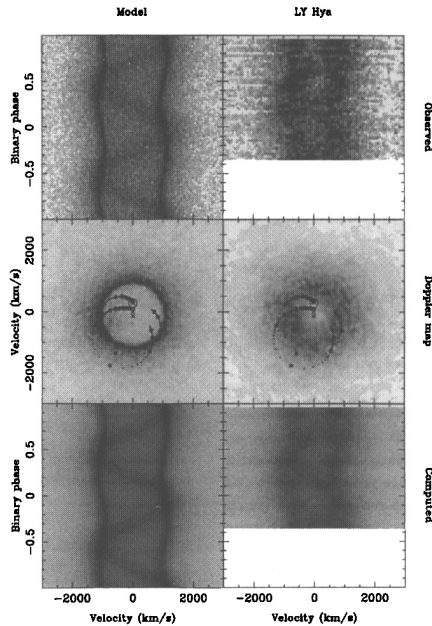 Model
LY Hya
Binary phase
0.5
0
-0.5
Observed
Velocity (km/s)
2000
0
-2000
Doppler map
Binary phase
0.5
0
-0.5
Computed
-2000
0
2000
-2000
0
2000
Velocity (km/s)
Velocity (km/s)